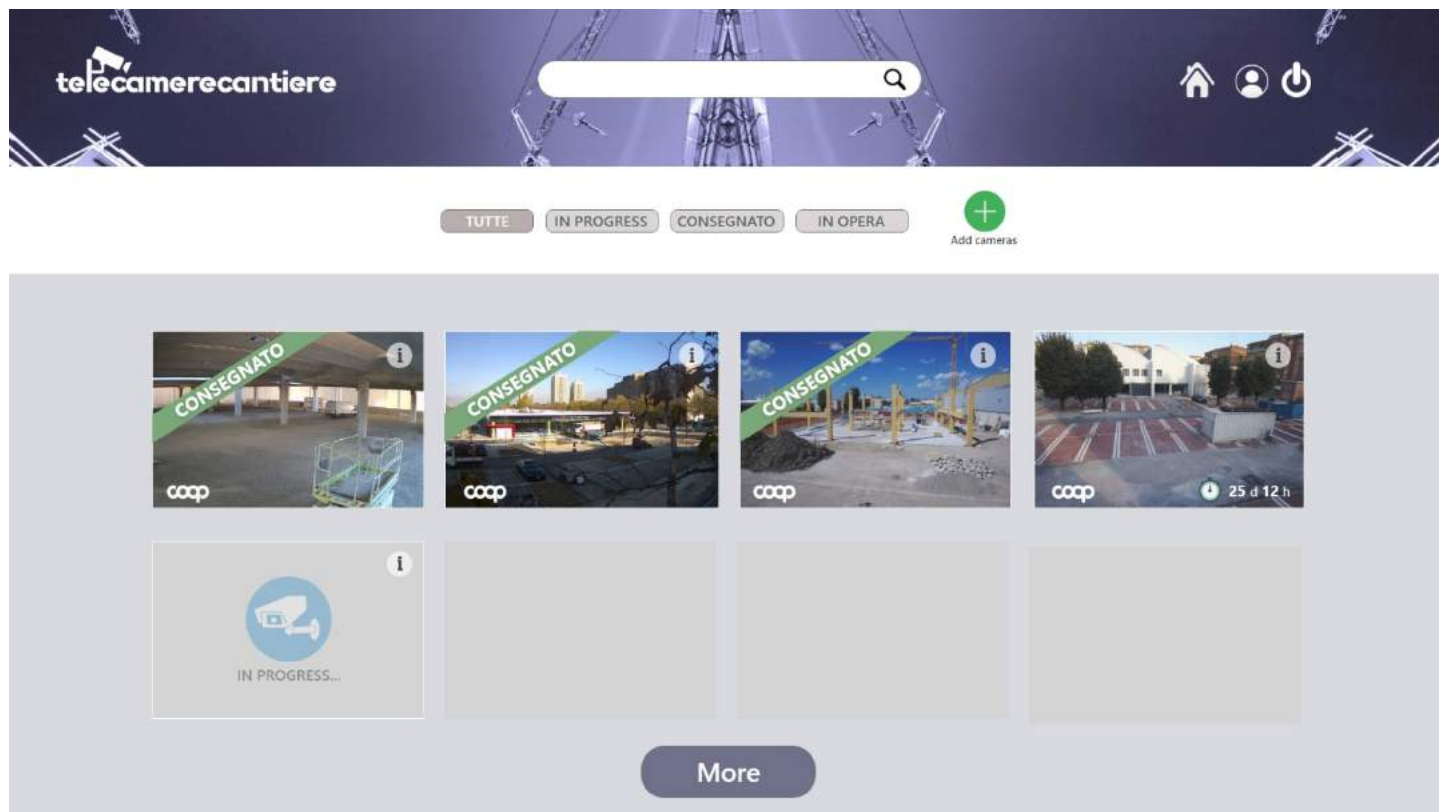 telecamerecantiere
TUTTE
IN PROGRESS
CONSEGNATO
IN OPERA
Add cameras
CONSEGNATO
i
coop
CONSEGNATO
i
coop
CONSEGNATO
i
coop
i
coop
25 d 12 h
i
IN PROGRESS...
More